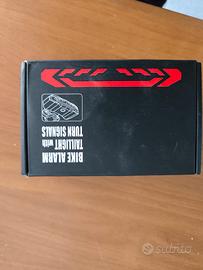 BIKE ALARM
TAILLIGHT with
TURN SIGNALS
subito